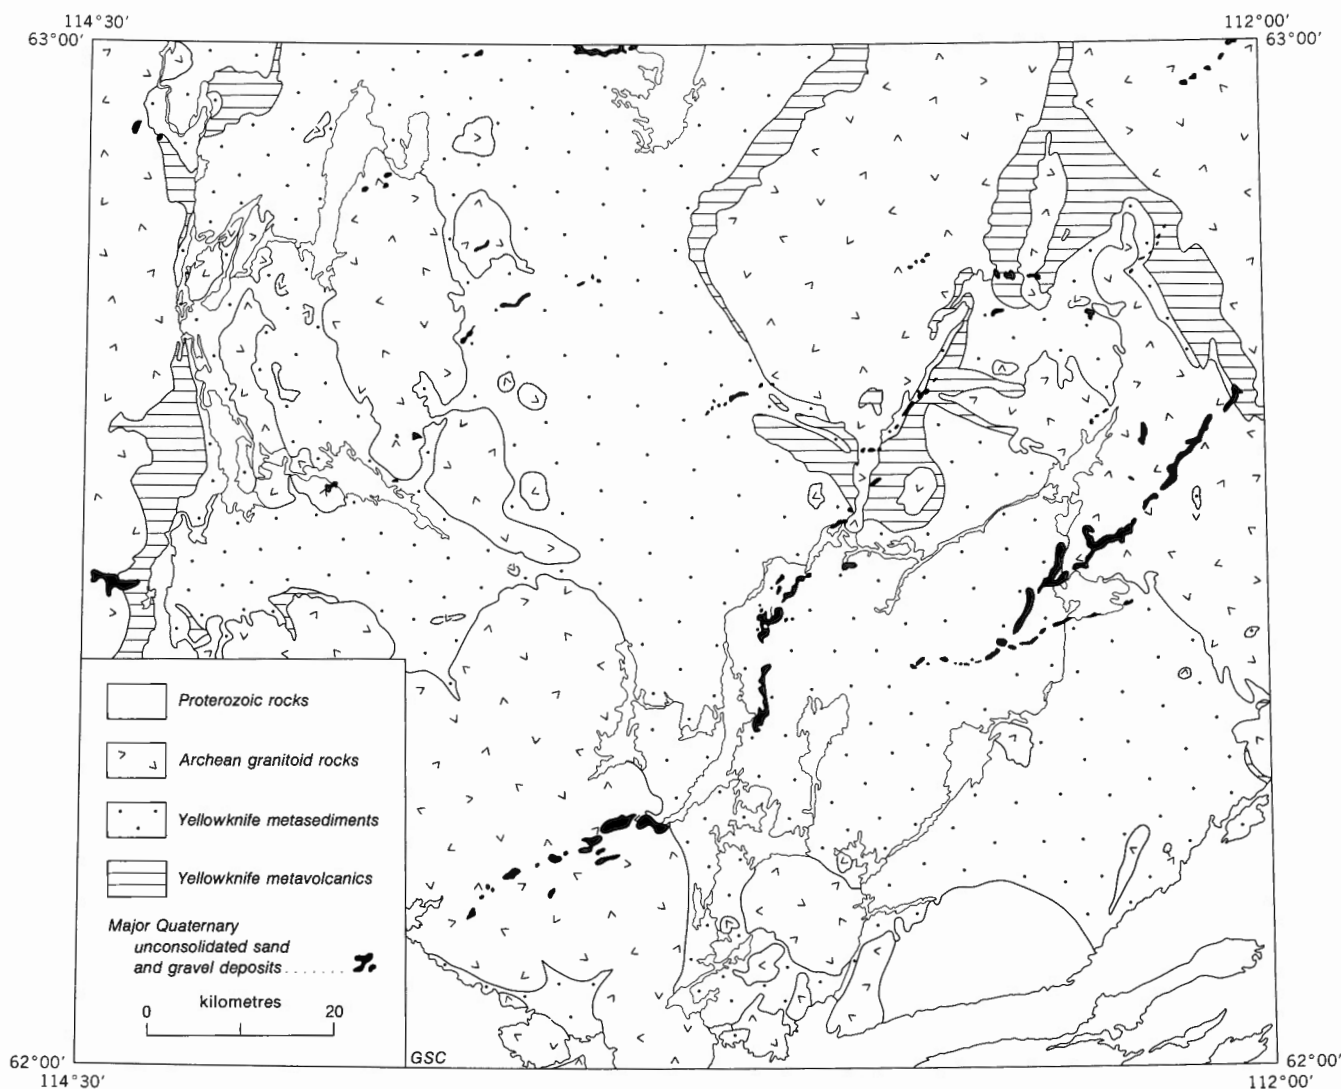 114°30′ 112°00′
63°00′ 63°00′
Proterozoic rocks
Archean granitoid rocks
Yellowknife metasediments
Yellowknife metavolcanics
Major Quaternary
unconsolidated sand
and gravel deposits.......
kilometres
0 20
GSC
62°00′ 62°00′
114°30′ 112°00′